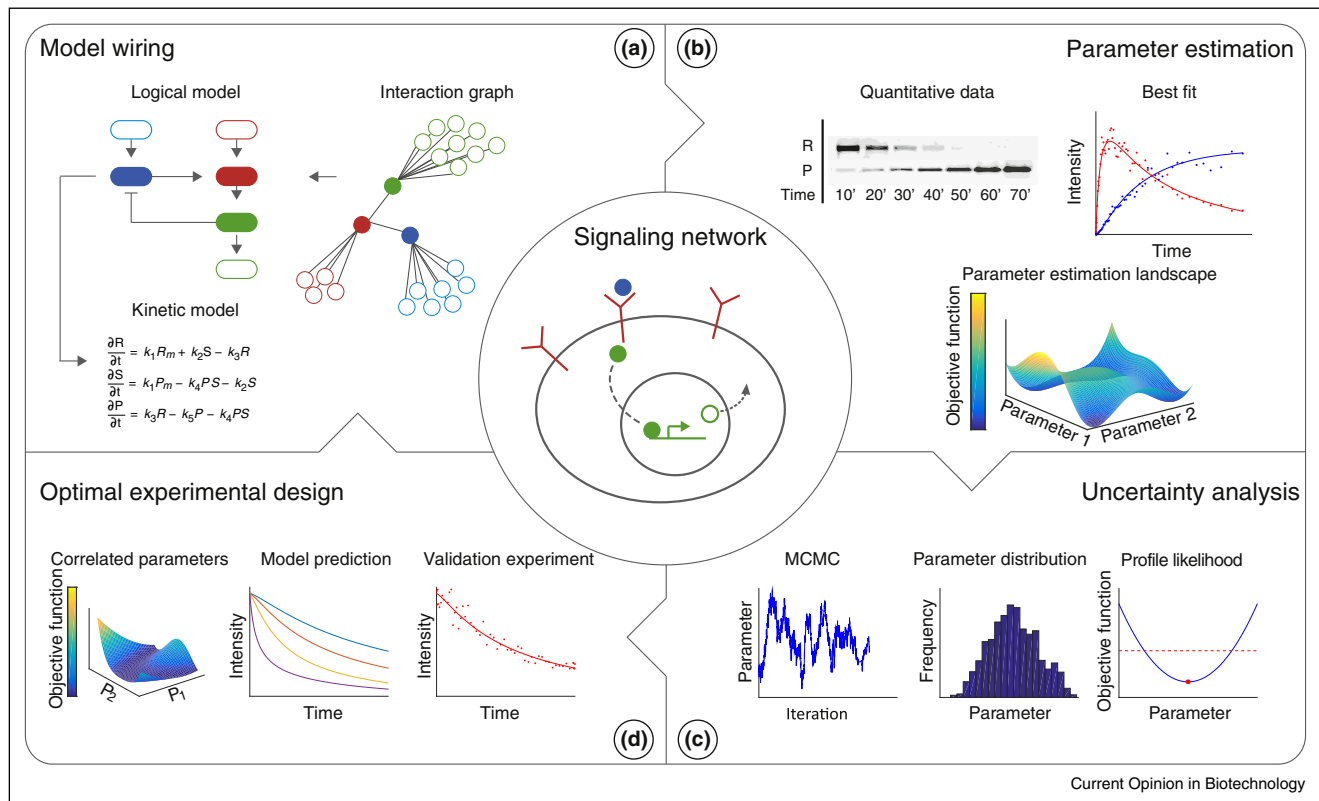 Model wiring
(a)
Logical model
Interaction graph
Kinetic model
∂R/∂t = k₁Rₘ + k₂S – k₃R
∂S/∂t = k₁Pₘ – k₄PS – k₂S
∂P/∂t = k₃R – k₅P – k₄PS
(b)
Parameter estimation
Quantitative data
R
P
Time 10' 20' 30' 40' 50' 60' 70'
Best fit
Intensity
Time
Parameter estimation landscape
Objective function
Parameter 1
Parameter 2
Signaling network
Optimal experimental design
Correlated parameters
Objective function
P₂
P₁
Model prediction
Intensity
Time
Validation experiment
Intensity
Time
(d)
Uncertainty analysis
MCMC
Parameter
Iteration
Parameter distribution
Frequency
Parameter
Profile likelihood
Objective function
Parameter
(c)
Current Opinion in Biotechnology